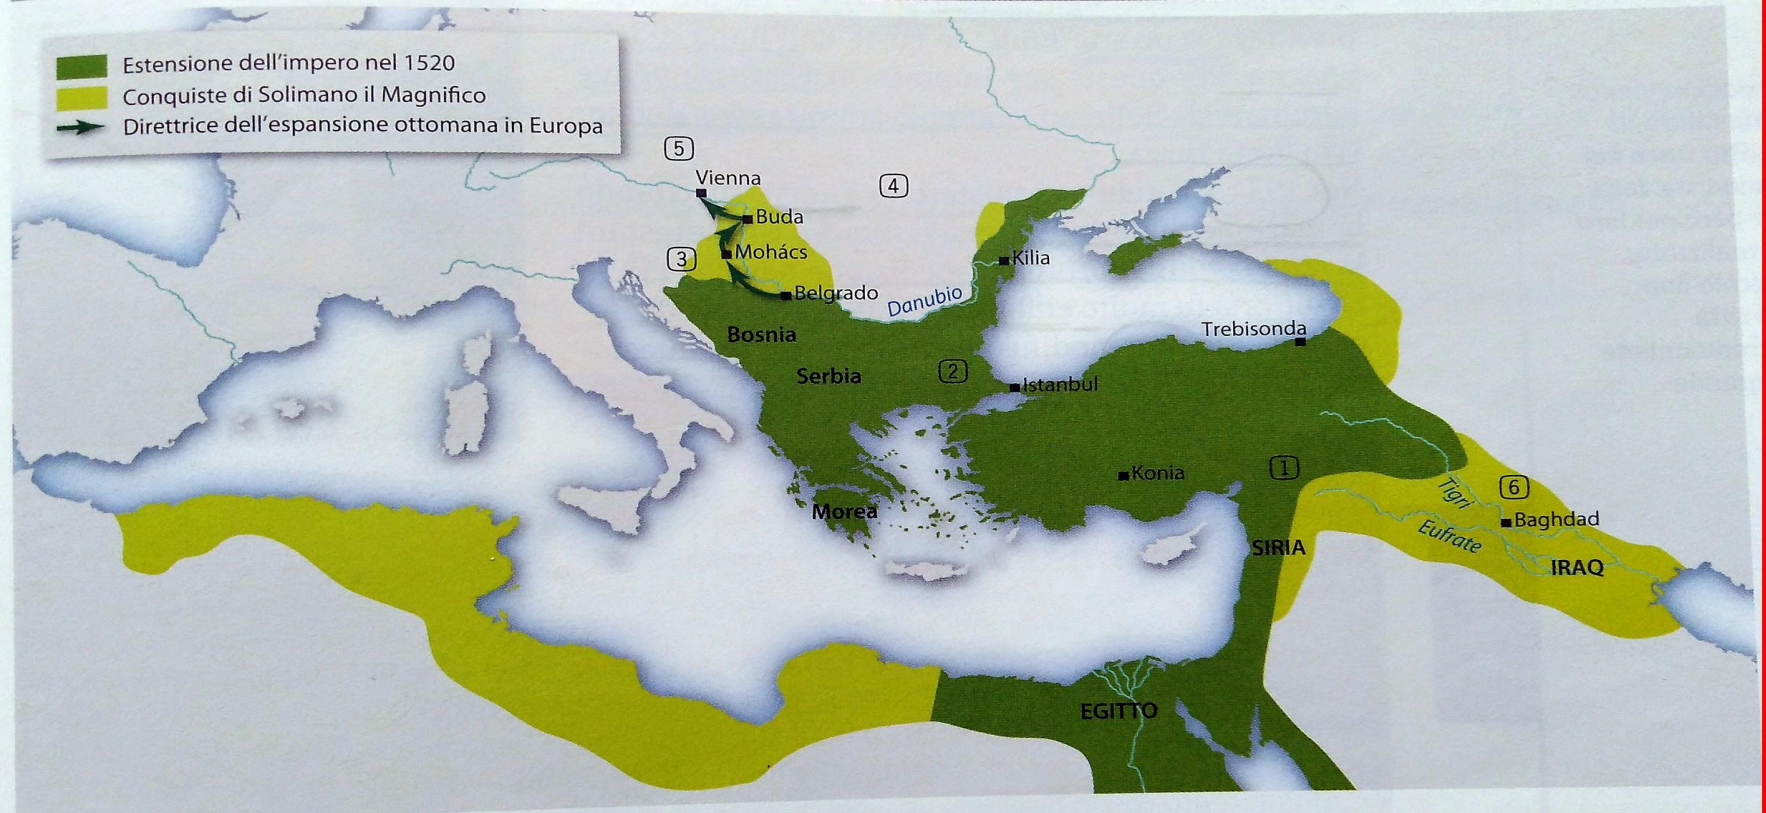 Estensione dell'impero nel 1520
Conquiste di Solimano il Magnifico
Direttrice dell'espansione ottomana in Europa
5
Vienna
4
Buda
3
Mohács
Kilia
Belgrado
Danubio
Bosnia
Trebisonda
Serbia
2
Istanbul
1
Konia
Tigri
6
Morea
Baghdad
Eufrate
SIRIA
IRAQ
EGITTO